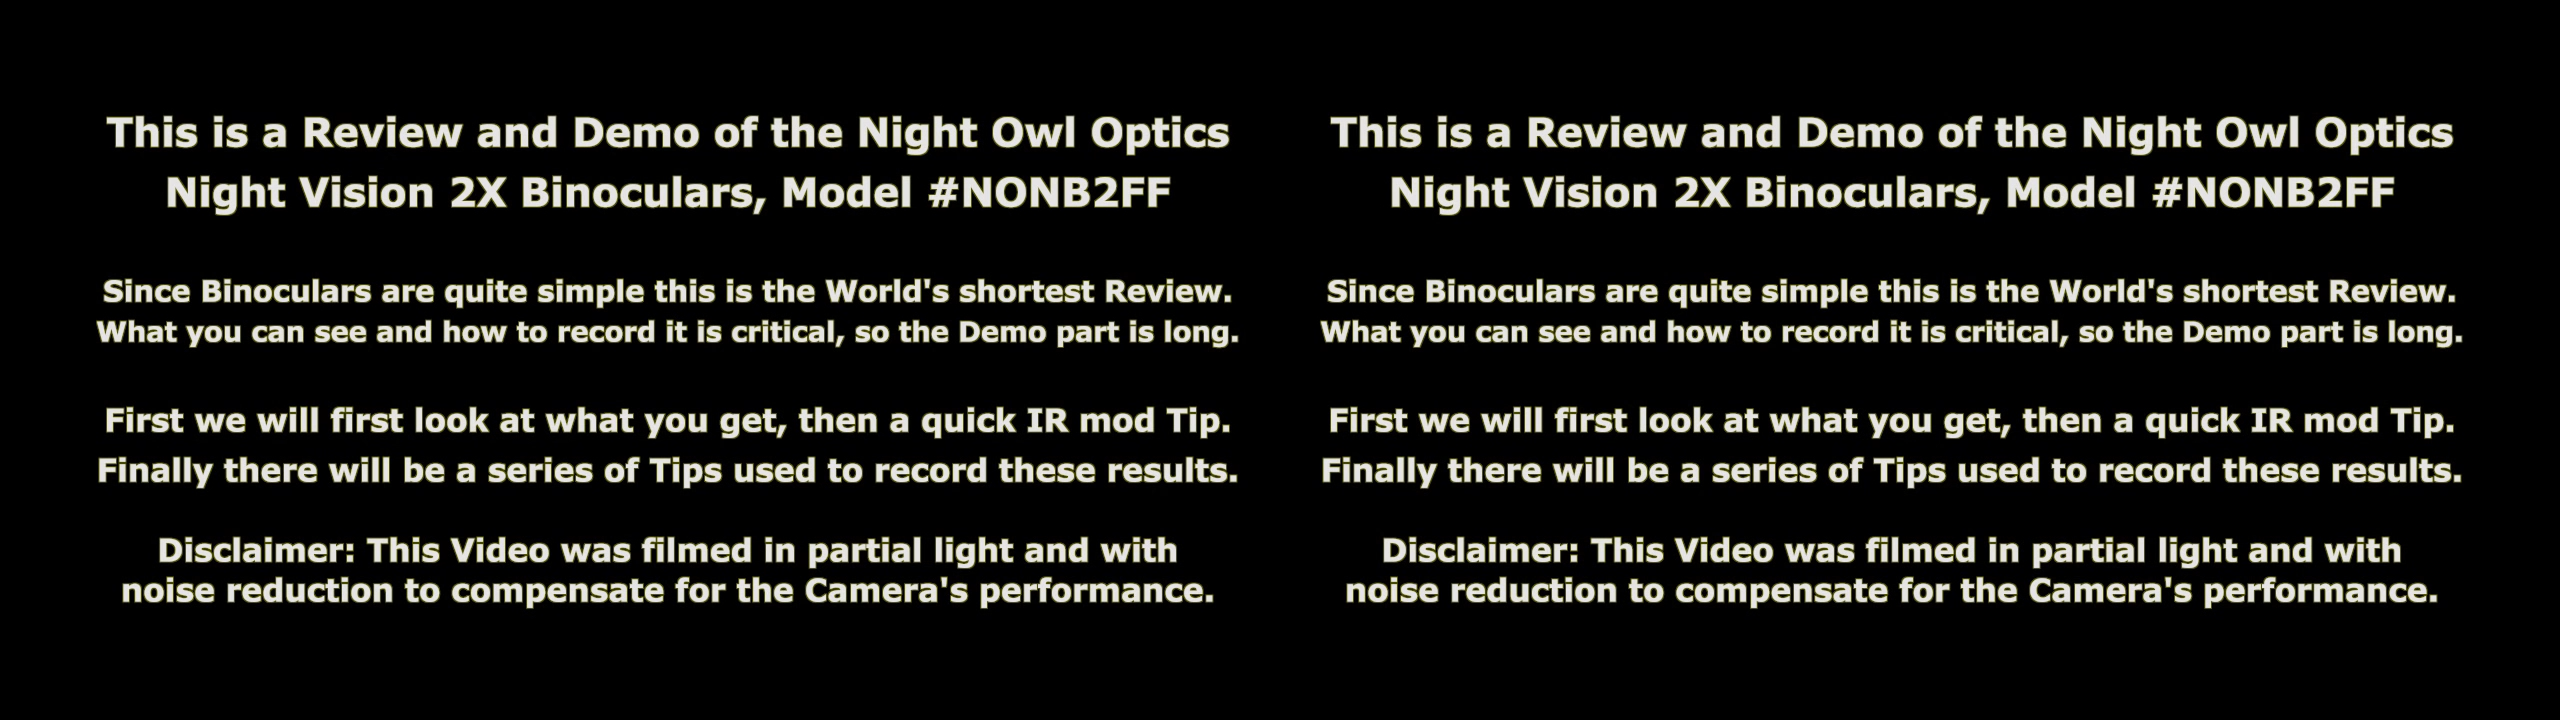 This is a Review and Demo of the Night Owl Optics
Night Vision 2X Binoculars, Model #NONB2FF
Since Binoculars are quite simple this is the World's shortest Review.
What you can see and how to record it is critical, so the Demo part is long.
First we will first look at what you get, then a quick IR mod Tip.
Finally there will be a series of Tips used to record these results.
Disclaimer: This Video was filmed in partial light and with
noise reduction to compensate for the Camera's performance.
This is a Review and Demo of the Night Owl Optics
Night Vision 2X Binoculars, Model #NONB2FF
Since Binoculars are quite simple this is the World's shortest Review.
What you can see and how to record it is critical, so the Demo part is long.
First we will first look at what you get, then a quick IR mod Tip.
Finally there will be a series of Tips used to record these results.
Disclaimer: This Video was filmed in partial light and with
noise reduction to compensate for the Camera's performance.